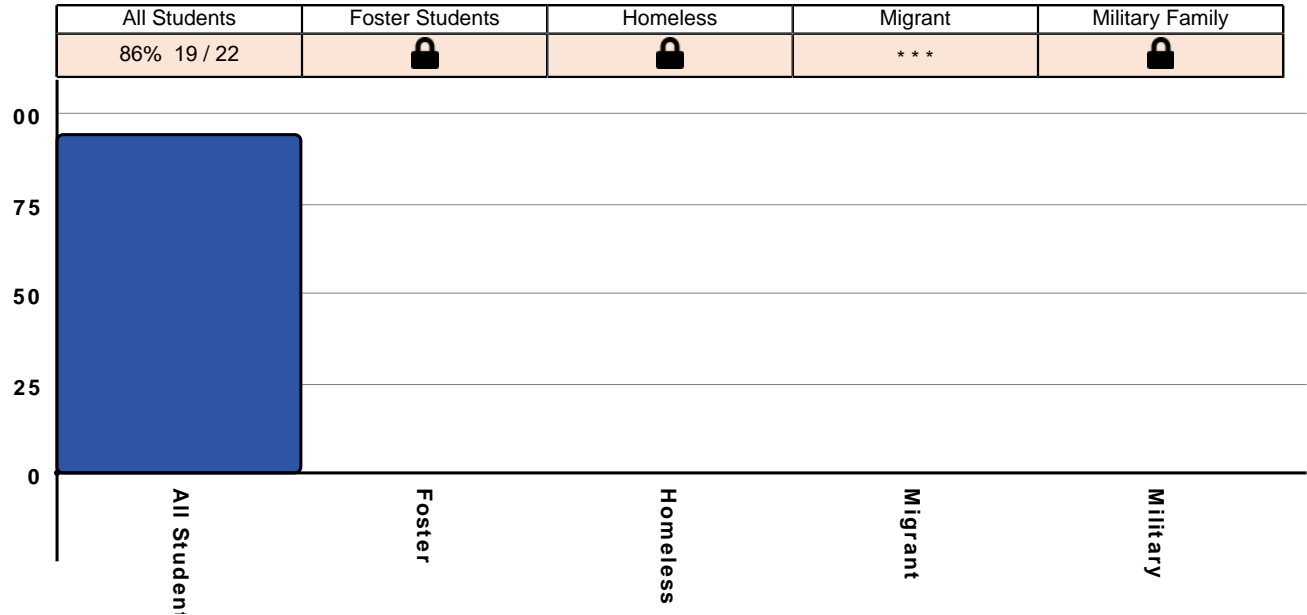 All Students Foster Students Homeless Migrant Military Family
86% 19 / 22 * * *
00
75
50
25
0
All Student
Foster
Homeless
Migrant
Military